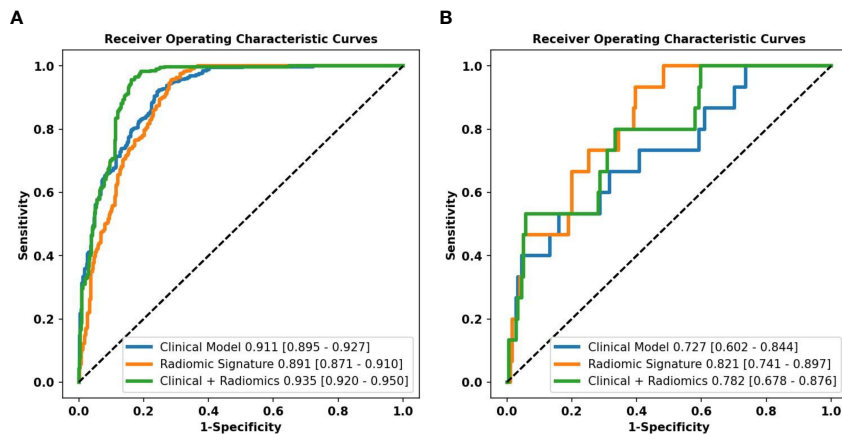 A
Receiver Operating Characteristic Curves
1.0
0.8
0.6
0.4
0.2
0.0
Sensitivity
Clinical Model 0.911 [0.895 - 0.927]
Radiomic Signature 0.891 [0.871 - 0.910]
Clinical + Radiomics 0.935 [0.920 - 0.950]
0.0 0.2 0.4 0.6 0.8 1.0
1-Specificity
B
Receiver Operating Characteristic Curves
1.0
0.8
0.6
0.4
0.2
0.0
Sensitivity
Clinical Model 0.727 [0.602 - 0.844]
Radiomic Signature 0.821 [0.741 - 0.897]
Clinical + Radiomics 0.782 [0.678 - 0.876]
0.0 0.2 0.4 0.6 0.8 1.0
1-Specificity